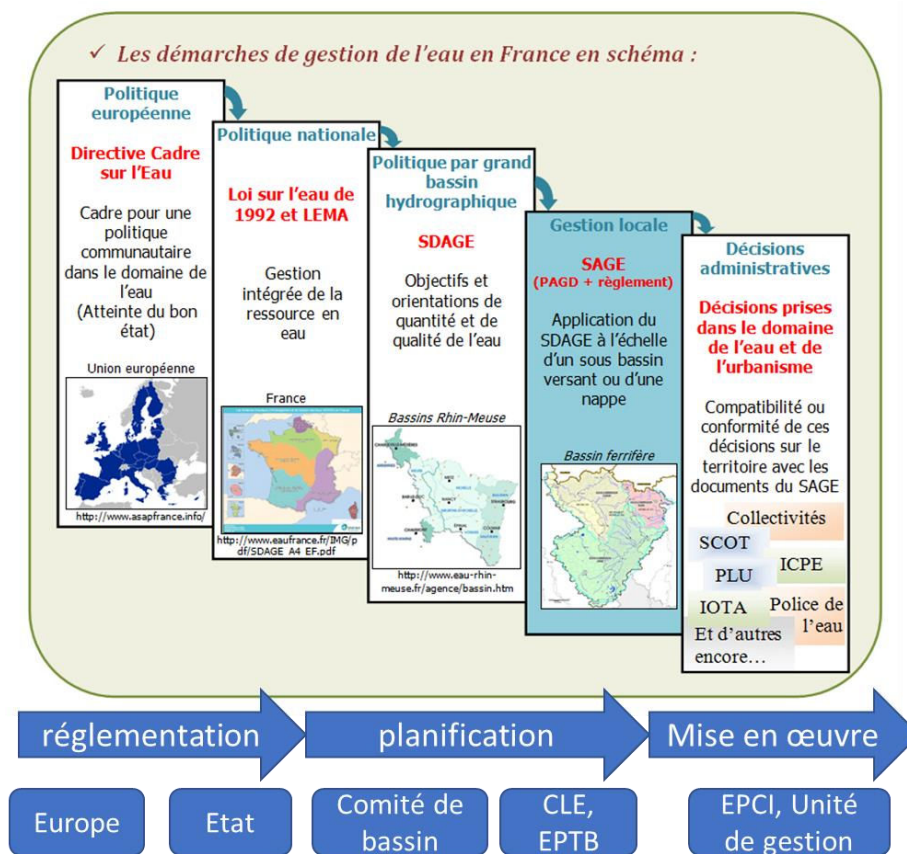 ✓ Les démarches de gestion de l'eau en France en schéma :
Politique
européenne
Directive Cadre
sur l'Eau
Cadre pour une
politique
communautaire
dans le domaine de
l'eau
(Atteinte du bon
état)
Union européenne
http://www.asapfrance.info/
Politique nationale
Loi sur l'eau de
1992 et LEMA
Gestion
intégrée de la
ressource en
eau
France
http://www.eaufrance.fr/IMG/p
df/SDAGE_A4_EF.pdf
Politique par grand
bassin
hydrographique
SDAGE
Objectifs et
orientations de
quantité et de
qualité de l'eau
Bassins Rhin-Meuse
http://www.eau-rhin-
meuse.fr/agence/bassin.htm
Gestion locale
SAGE
(PAGD + règlement)
Application du
SDAGE à l'échelle
d'un sous bassin
versant ou d'une
nappe
Bassin ferrifère
Décisions
administratives
Décisions prises
dans le domaine
de l'eau et de
l'urbanisme
Compatibilité ou
conformité de ces
décisions sur le
territoire avec les
documents du SAGE
Collectivités
SCOT
ICPE
PLU
IOTA
Police de
l'eau
Et d'autres
encore…
réglementation
planification
Mise en œuvre
Europe
Etat
Comité de
bassin
CLE,
EPTB
EPCI, Unité
de gestion